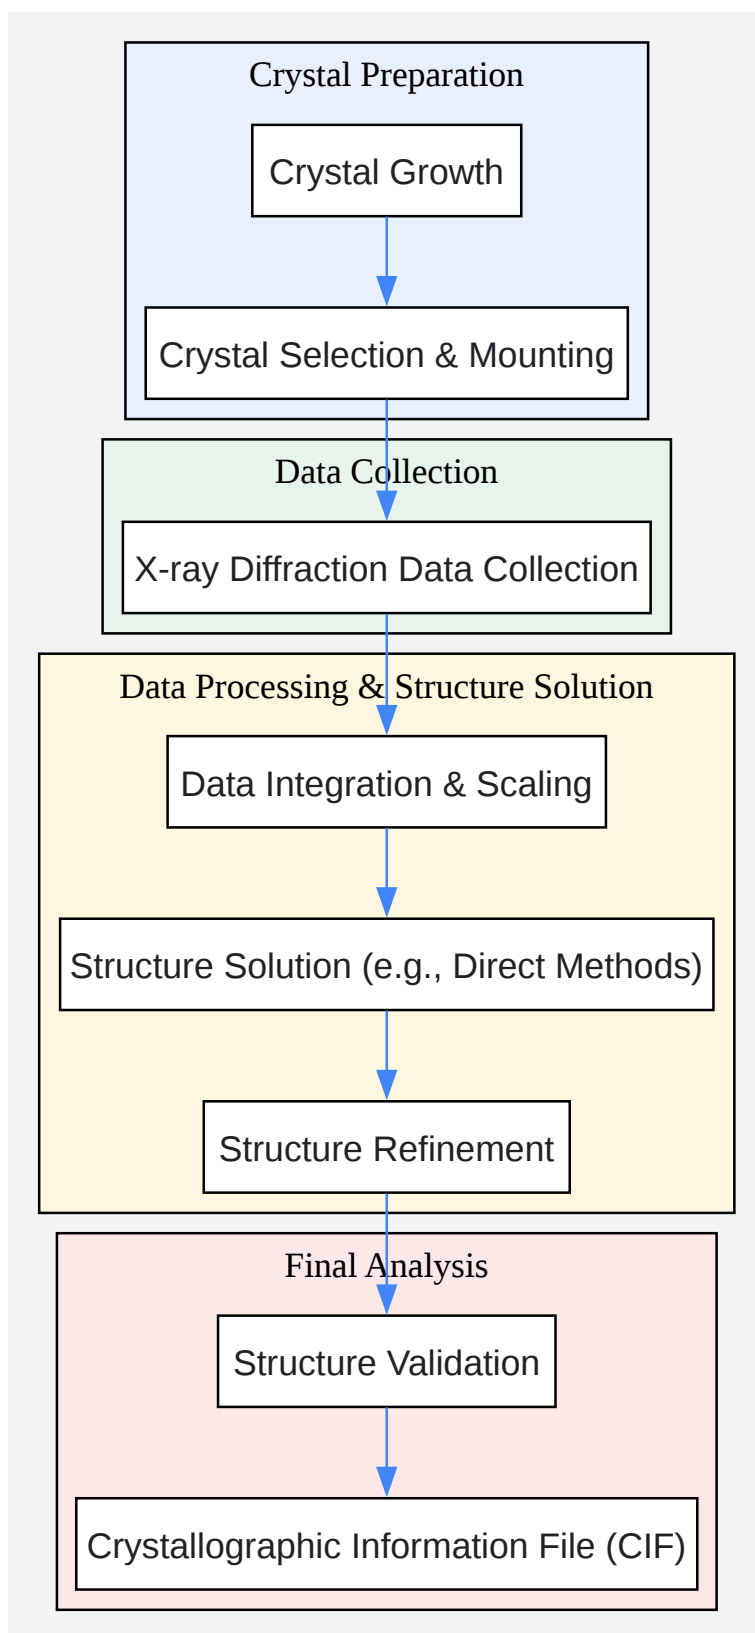 Crystal Preparation
Crystal Growth
Crystal Selection & Mounting
Data Collection
X-ray Diffraction Data Collection
Data Processing & Structure Solution
Data Integration & Scaling
Structure Solution (e.g., Direct Methods)
Structure Refinement
Final Analysis
Structure Validation
Crystallographic Information File (CIF)